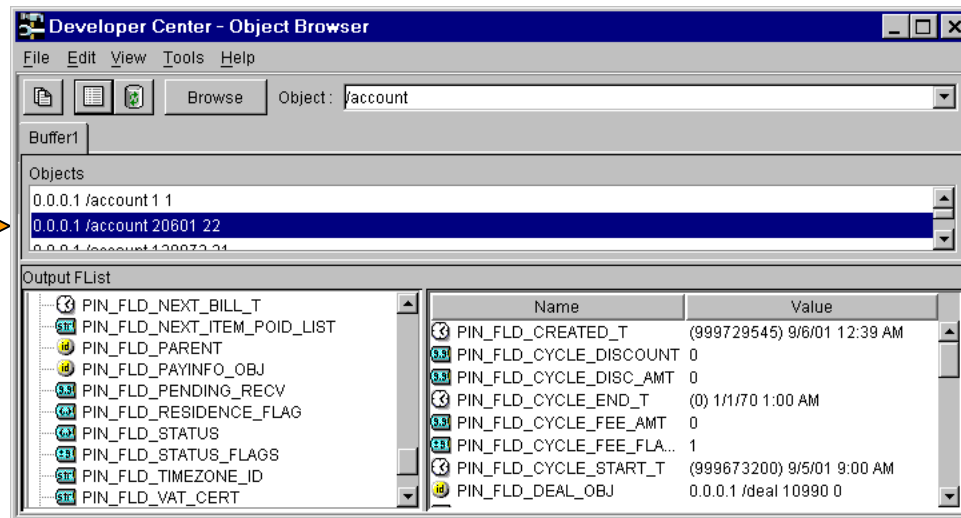 Developer Center - Object Browser
File Edit View Tools Help
Browse Object : /account
Buffer1
Objects
0.0.0.1 /account 1 1
0.0.0.1 /account 20601 22
Output FList
PIN_FLD_NEXT_BILL_T
PIN_FLD_NEXT_ITEM_POID_LIST
PIN_FLD_PARENT
PIN_FLD_PAYINFO_OBJ
PIN_FLD_PENDING_RECV
PIN_FLD_RESIDENCE_FLAG
PIN_FLD_STATUS
PIN_FLD_STATUS_FLAGS
PIN_FLD_TIMEZONE_ID
PIN_FLD_VAT_CERT
Name Value
PIN_FLD_CREATED_T (999729545) 9/6/01 12:39 AM
PIN_FLD_CYCLE_DISCOUNT 0
PIN_FLD_CYCLE_DISC_AMT 0
PIN_FLD_CYCLE_END_T (0) 1/1/70 1:00 AM
PIN_FLD_CYCLE_FEE_AMT 0
PIN_FLD_CYCLE_FEE_FLA... 1
PIN_FLD_CYCLE_START_T (999673200) 9/5/01 9:00 AM
PIN_FLD_DEAL_OBJ 0.0.0.1 /deal 10990 0